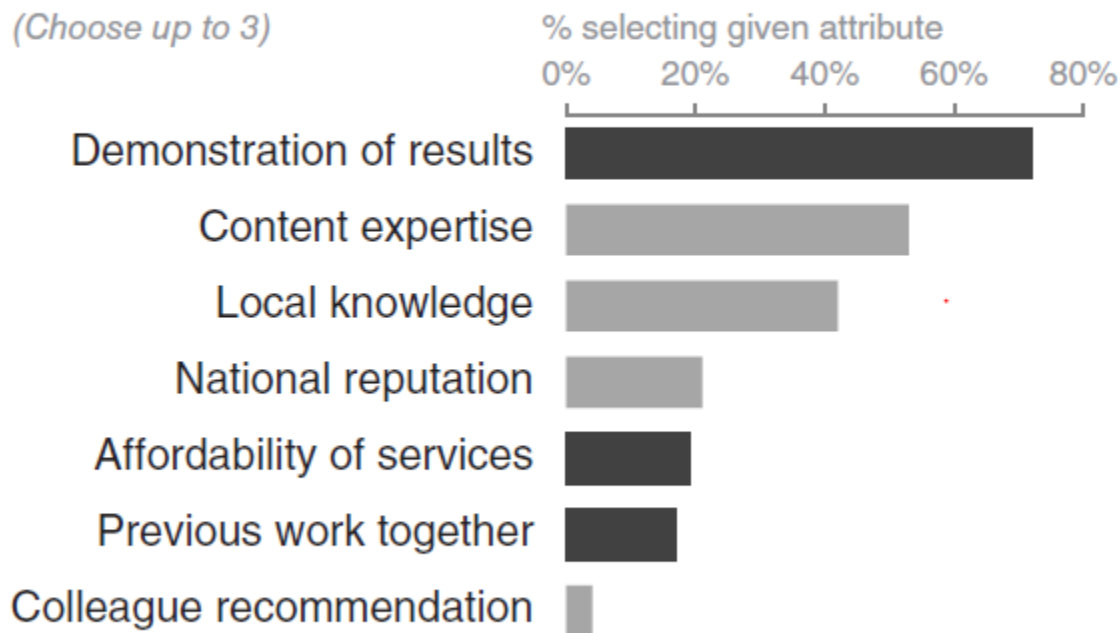 (Choose up to 3) % selecting given attribute
0% 20% 40% 60% 80%
Demonstration of results
Content expertise
Local knowledge
National reputation
Affordability of services
Previous work together
Colleague recommendation